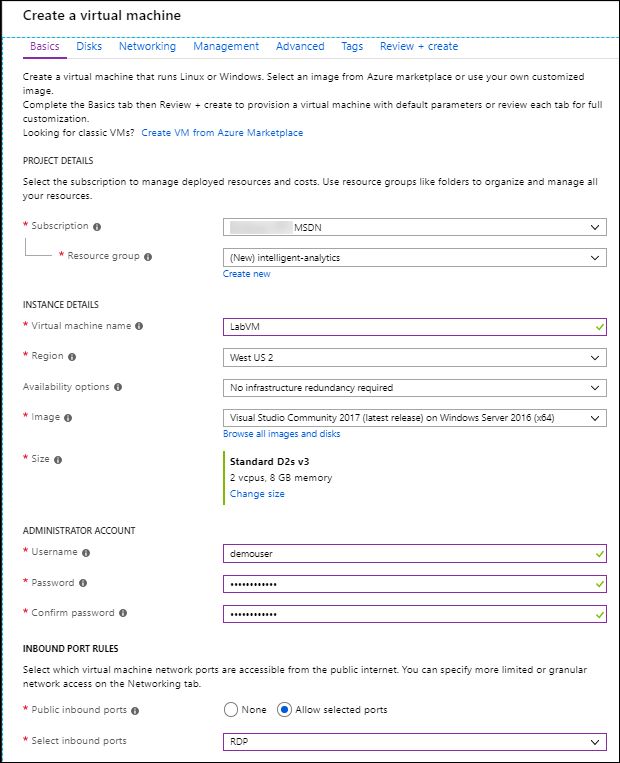 Create a virtual machine
Basics Disks Networking Management Advanced Tags Review + create
Create a virtual machine that runs Linux or Windows. Select an image from Azure marketplace or use your own customized
image.
Complete the Basics tab then Review + create to provision a virtual machine with default parameters or review each tab for full
customization.
Looking for classic VMs? Create VM from Azure Marketplace
PROJECT DETAILS
Select the subscription to manage deployed resources and costs. Use resource groups like folders to organize and manage all
your resources.
* Subscription MSDN
* Resource group (New) intelligent-analytics
Create new
INSTANCE DETAILS
* Virtual machine name LabVM
* Region West US 2
Availability options No infrastructure redundancy required
* Image Visual Studio Community 2017 (latest release) on Windows Server 2016 (x64)
Browse all images and disks
* Size Standard D2s v3
2 vcpus, 8 GB memory
Change size
ADMINISTRATOR ACCOUNT
* Username demouser
* Password ••••••••••••
* Confirm password ••••••••••••
INBOUND PORT RULES
Select which virtual machine network ports are accessible from the public internet. You can specify more limited or granular
network access on the Networking tab.
* Public inbound ports None Allow selected ports
* Select inbound ports RDP